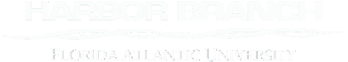 HARBOR BRANCH
FLORIDA ATLANTIC UNIVERSITY